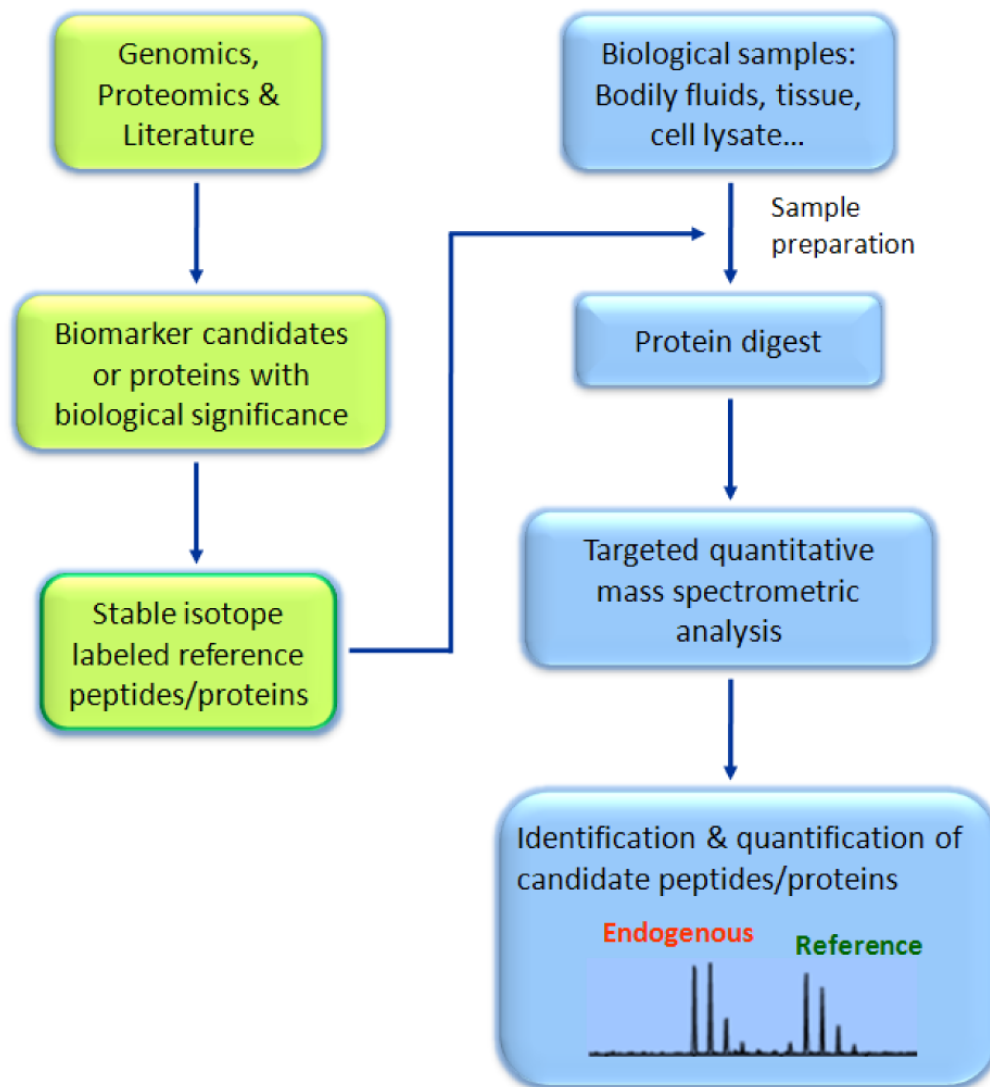 Genomics,
Proteomics &
Literature
Biomarker candidates
or proteins with
biological significance
Stable isotope
labeled reference
peptides/proteins
Biological samples:
Bodily fluids, tissue,
cell lysate...
Sample
preparation
Protein digest
Targeted quantitative
mass spectrometric
analysis
Identification & quantification of
candidate peptides/proteins
Endogenous
Reference